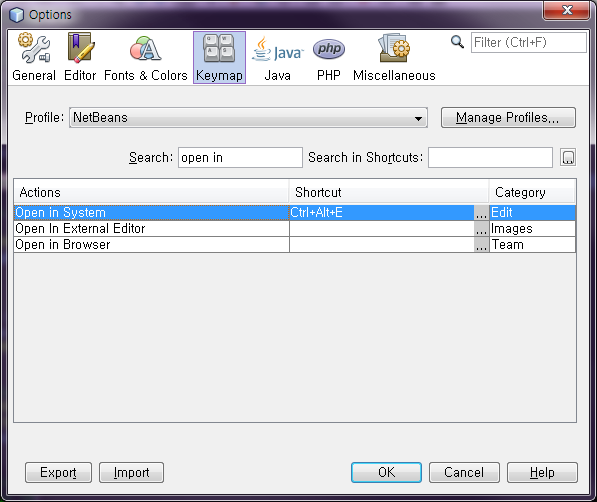 Options
Filter (Ctrl+F)
General Editor Fonts & Colors Keymap Java PHP Miscellaneous
Java
php
Profile: NetBeans Manage Profiles...
Search: open in Search in Shortcuts: ...
Actions Shortcut Category
Open in System Ctrl+Alt+E ... Edit
Open In External Editor ... Images
Open in Browser ... Team
Export Import OK Cancel Help